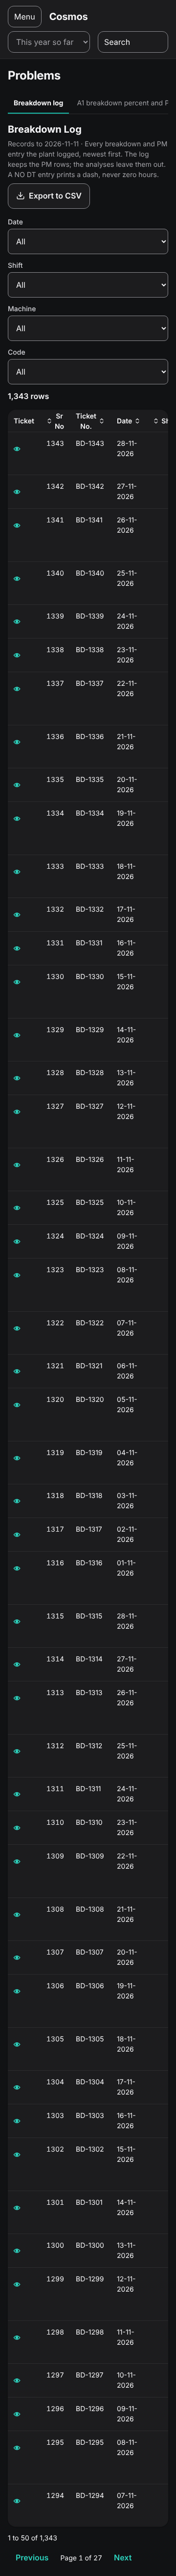 Menu Cosmos
This year so far Search
Problems
Breakdown log A1 breakdown percent and P
Breakdown Log
Records to 2026-11-11 · Every breakdown and PM
entry the plant logged, newest first. The log
keeps the PM rows; the analyses leave them out.
A NO DT entry prints a dash, never zero hours.
Export to CSV
Date
All
Shift
All
Machine
All
Code
All
1,343 rows
Ticket Sr No Ticket No. Date Sh
1343 BD-1343 28-11-2026
1342 BD-1342 27-11-2026
1341 BD-1341 26-11-2026
1340 BD-1340 25-11-2026
1339 BD-1339 24-11-2026
1338 BD-1338 23-11-2026
1337 BD-1337 22-11-2026
1336 BD-1336 21-11-2026
1335 BD-1335 20-11-2026
1334 BD-1334 19-11-2026
1333 BD-1333 18-11-2026
1332 BD-1332 17-11-2026
1331 BD-1331 16-11-2026
1330 BD-1330 15-11-2026
1329 BD-1329 14-11-2026
1328 BD-1328 13-11-2026
1327 BD-1327 12-11-2026
1326 BD-1326 11-11-2026
1325 BD-1325 10-11-2026
1324 BD-1324 09-11-2026
1323 BD-1323 08-11-2026
1322 BD-1322 07-11-2026
1321 BD-1321 06-11-2026
1320 BD-1320 05-11-2026
1319 BD-1319 04-11-2026
1318 BD-1318 03-11-2026
1317 BD-1317 02-11-2026
1316 BD-1316 01-11-2026
1315 BD-1315 28-11-2026
1314 BD-1314 27-11-2026
1313 BD-1313 26-11-2026
1312 BD-1312 25-11-2026
1311 BD-1311 24-11-2026
1310 BD-1310 23-11-2026
1309 BD-1309 22-11-2026
1308 BD-1308 21-11-2026
1307 BD-1307 20-11-2026
1306 BD-1306 19-11-2026
1305 BD-1305 18-11-2026
1304 BD-1304 17-11-2026
1303 BD-1303 16-11-2026
1302 BD-1302 15-11-2026
1301 BD-1301 14-11-2026
1300 BD-1300 13-11-2026
1299 BD-1299 12-11-2026
1298 BD-1298 11-11-2026
1297 BD-1297 10-11-2026
1296 BD-1296 09-11-2026
1295 BD-1295 08-11-2026
1294 BD-1294 07-11-2026
1 to 50 of 1,343
Previous Page 1 of 27 Next